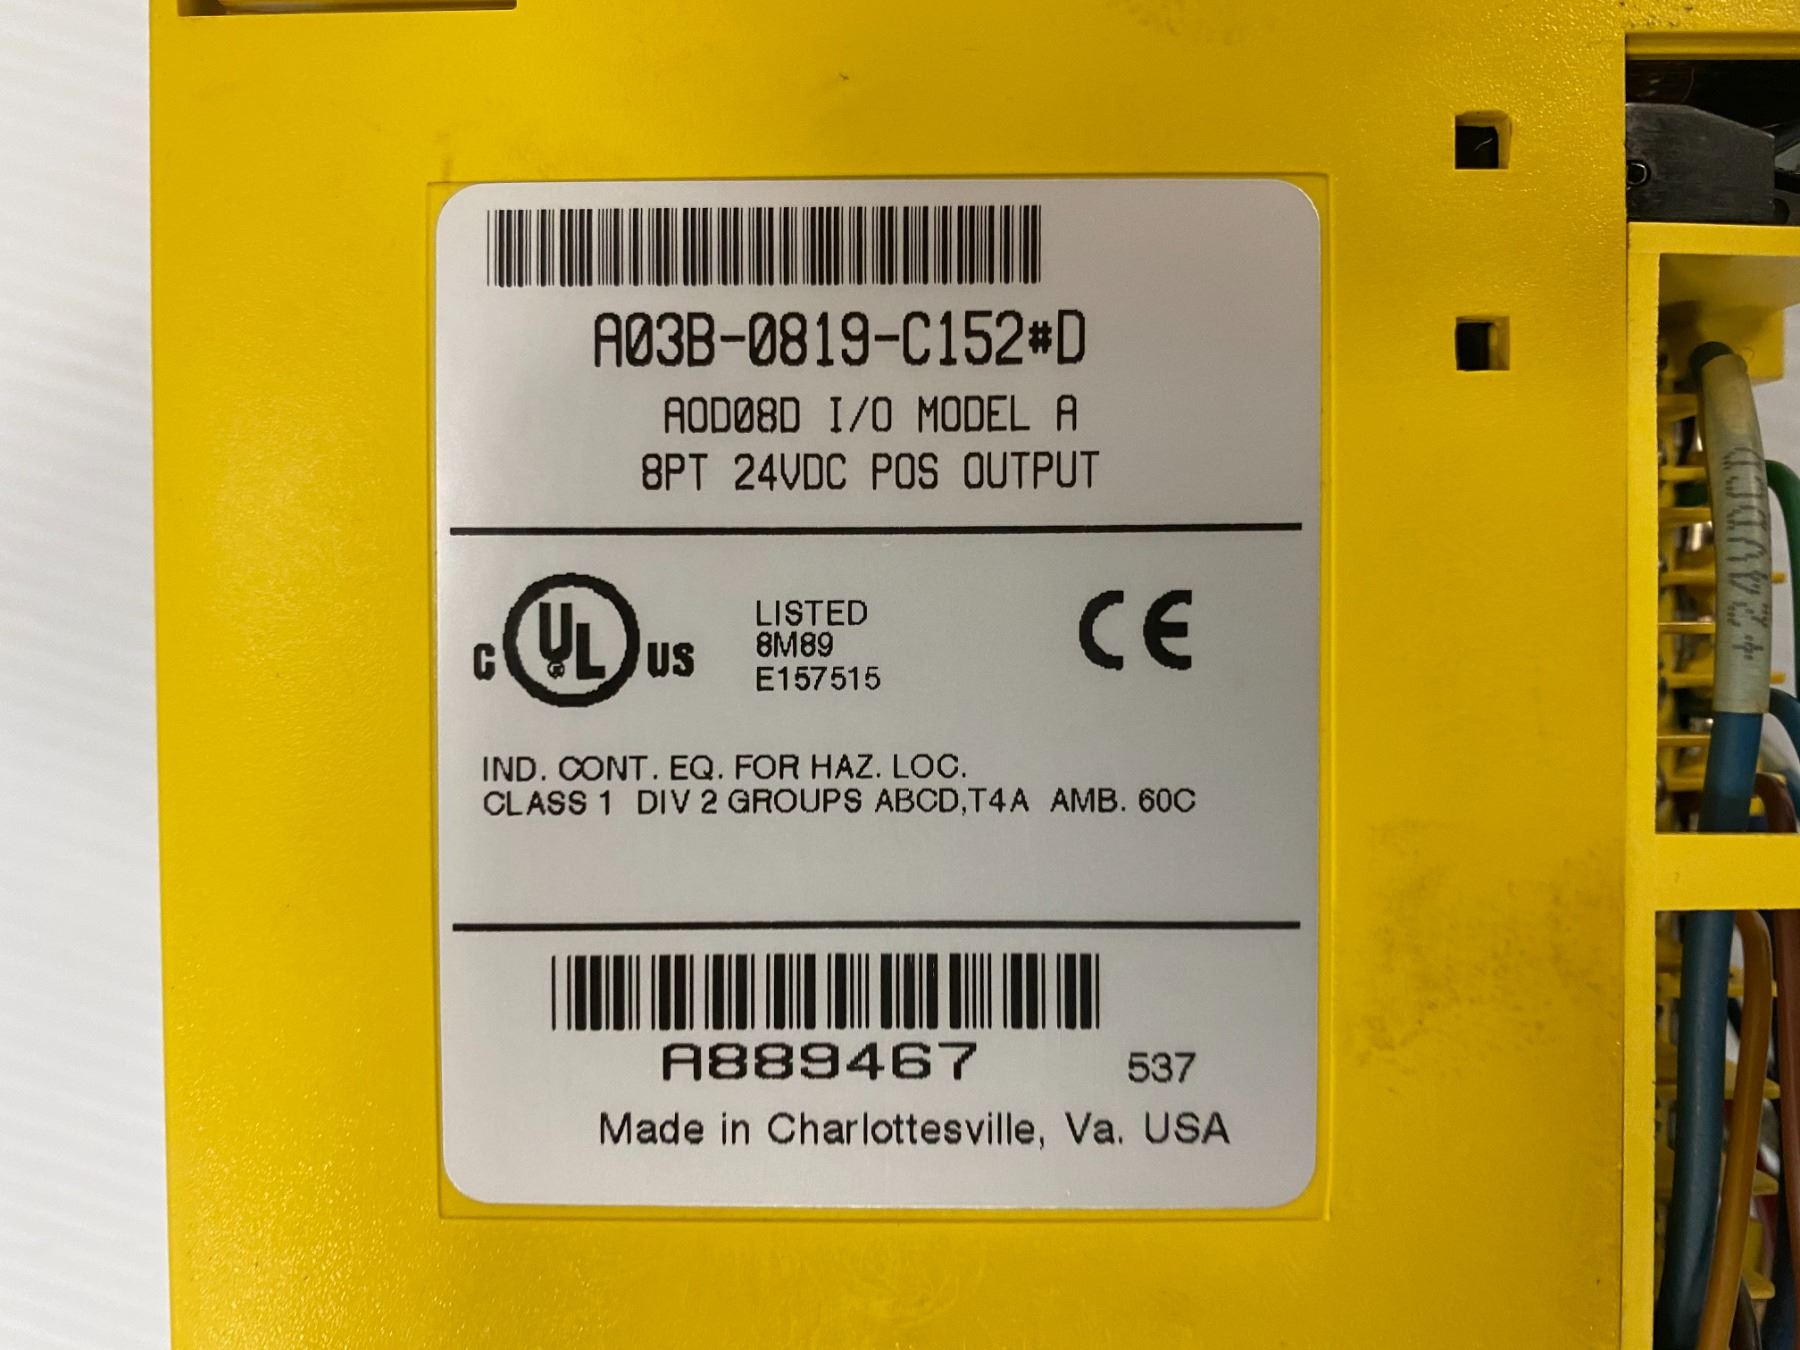 A03B-0819-C152#D
AOD08D I/O MODEL A
8PT 24VDC POS OUTPUT
C UL US
LISTED
8M89
E157515
CE
IND. CONT. EQ. FOR HAZ. LOC.
CLASS 1 DIV 2 GROUPS ABCD,T4A AMB. 60C
A889467
537
Made in Charlottesville, Va. USA